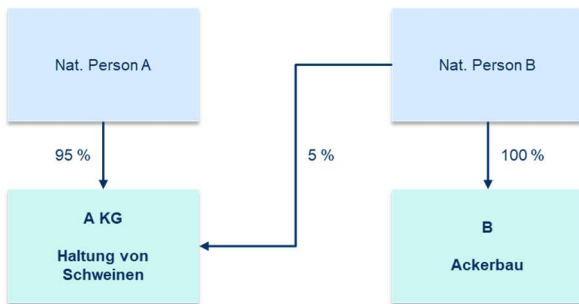 Nat. Person A
Nat. Person B
95 %
5 %
100 %
A KG
Haltung von
Schweinen
B
Ackerbau